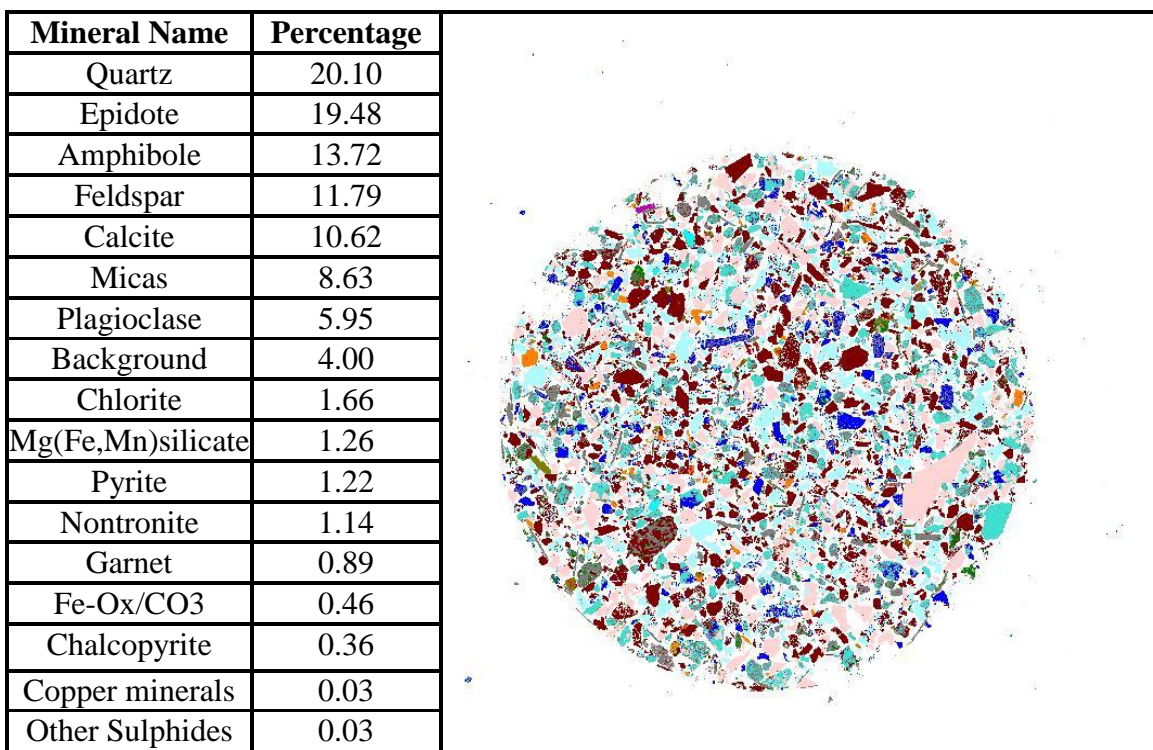 Mineral Name Percentage
Quartz 20.10
Epidote 19.48
Amphibole 13.72
Feldspar 11.79
Calcite 10.62
Micas 8.63
Plagioclase 5.95
Background 4.00
Chlorite 1.66
Mg(Fe,Mn)silicate 1.26
Pyrite 1.22
Nontronite 1.14
Garnet 0.89
Fe-Ox/CO3 0.46
Chalcopyrite 0.36
Copper minerals 0.03
Other Sulphides 0.03